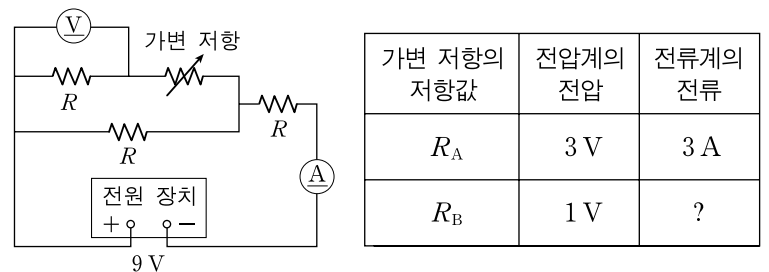 V
가변 저항
R
R
R
A
전원 장치
+ −
9 V
가변 저항의 저항값 전압계의 전압 전류계의 전류
R_A 3 V 3 A
R_B 1 V ?